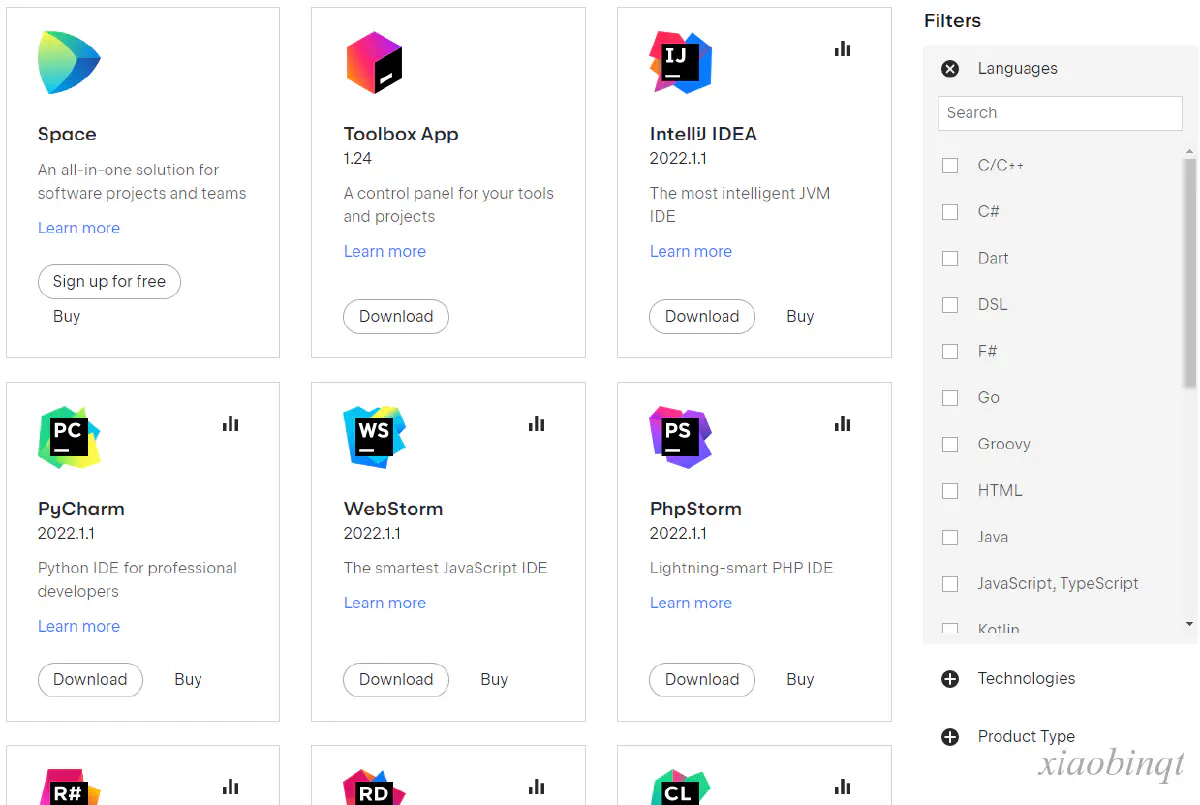 Space
An all-in-one solution for
software projects and teams
Learn more
Sign up for free
Buy
Toolbox App
1.24
A control panel for your tools
and projects
Learn more
Download
IJ
IntelliJ IDEA
2022.1.1
The most intelligent JVM
IDE
Learn more
Download
Buy
PC
PyCharm
2022.1.1
Python IDE for professional
developers
Learn more
Download
Buy
WS
WebStorm
2022.1.1
The smartest JavaScript IDE
Learn more
Download
Buy
PS
PhpStorm
2022.1.1
Lightning-smart PHP IDE
Learn more
Download
Buy
R#
RD
CL
Filters
Languages
Search
C/C++
C#
Dart
DSL
F#
Go
Groovy
HTML
Java
JavaScript, TypeScript
Kotlin
Technologies
Product Type
xiaobinqt